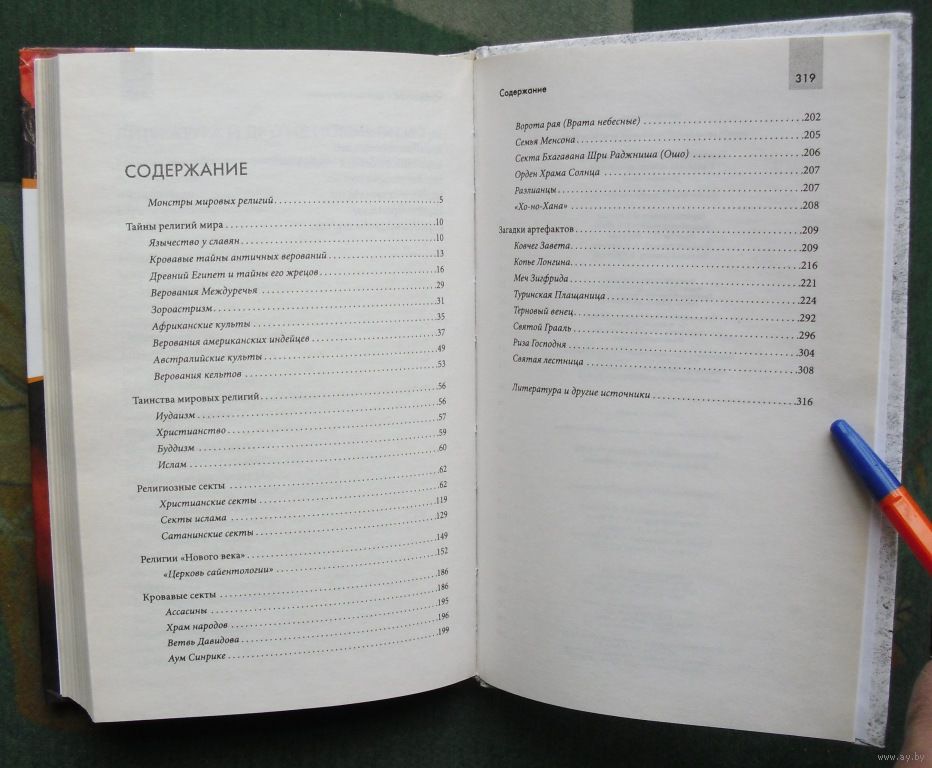 СОДЕРЖАНИЕ
Монстры мировых религий 5
Тайны религий мира 10
Язычество у славян 10
Кровавые тайны античных верований 13
Древний Египет и тайны его жрецов 16
Верования Междуречья 29
Зороастризм 31
Африканские культы 35
Верования американских индейцев 37
Австралийские культы 49
Верования кельтов 53
Таинства мировых религий 56
Иудаизм 56
Христианство 57
Буддизм 59
Ислам 60
Религиозные секты 62
Христианские секты 62
Секты ислама 119
Сатанинские секты 129
Религии «Нового века» 149
«Церковь сайентологии» 152
Кровавые секты 186
Ассасины 186
Храм народов 195
Ветвь Давидова 196
Аум Синрике 199
Содержание 319
Ворота рая (Врата небесные) 202
Семья Менсона 205
Секта Бхагавана Шри Раджниша (Ошо) 206
Орден Храма Солнца 207
Разлианцы 207
«Хо-но-Хана» 208
Загадки артефактов 209
Ковчег Завета 209
Копье Лонгина 216
Меч Зигфрида 221
Туринская Плащаница 224
Терновый венец 292
Святой Грааль 296
Риза Господня 304
Святая лестница 308
Литература и другие источники 316
www.ay.by